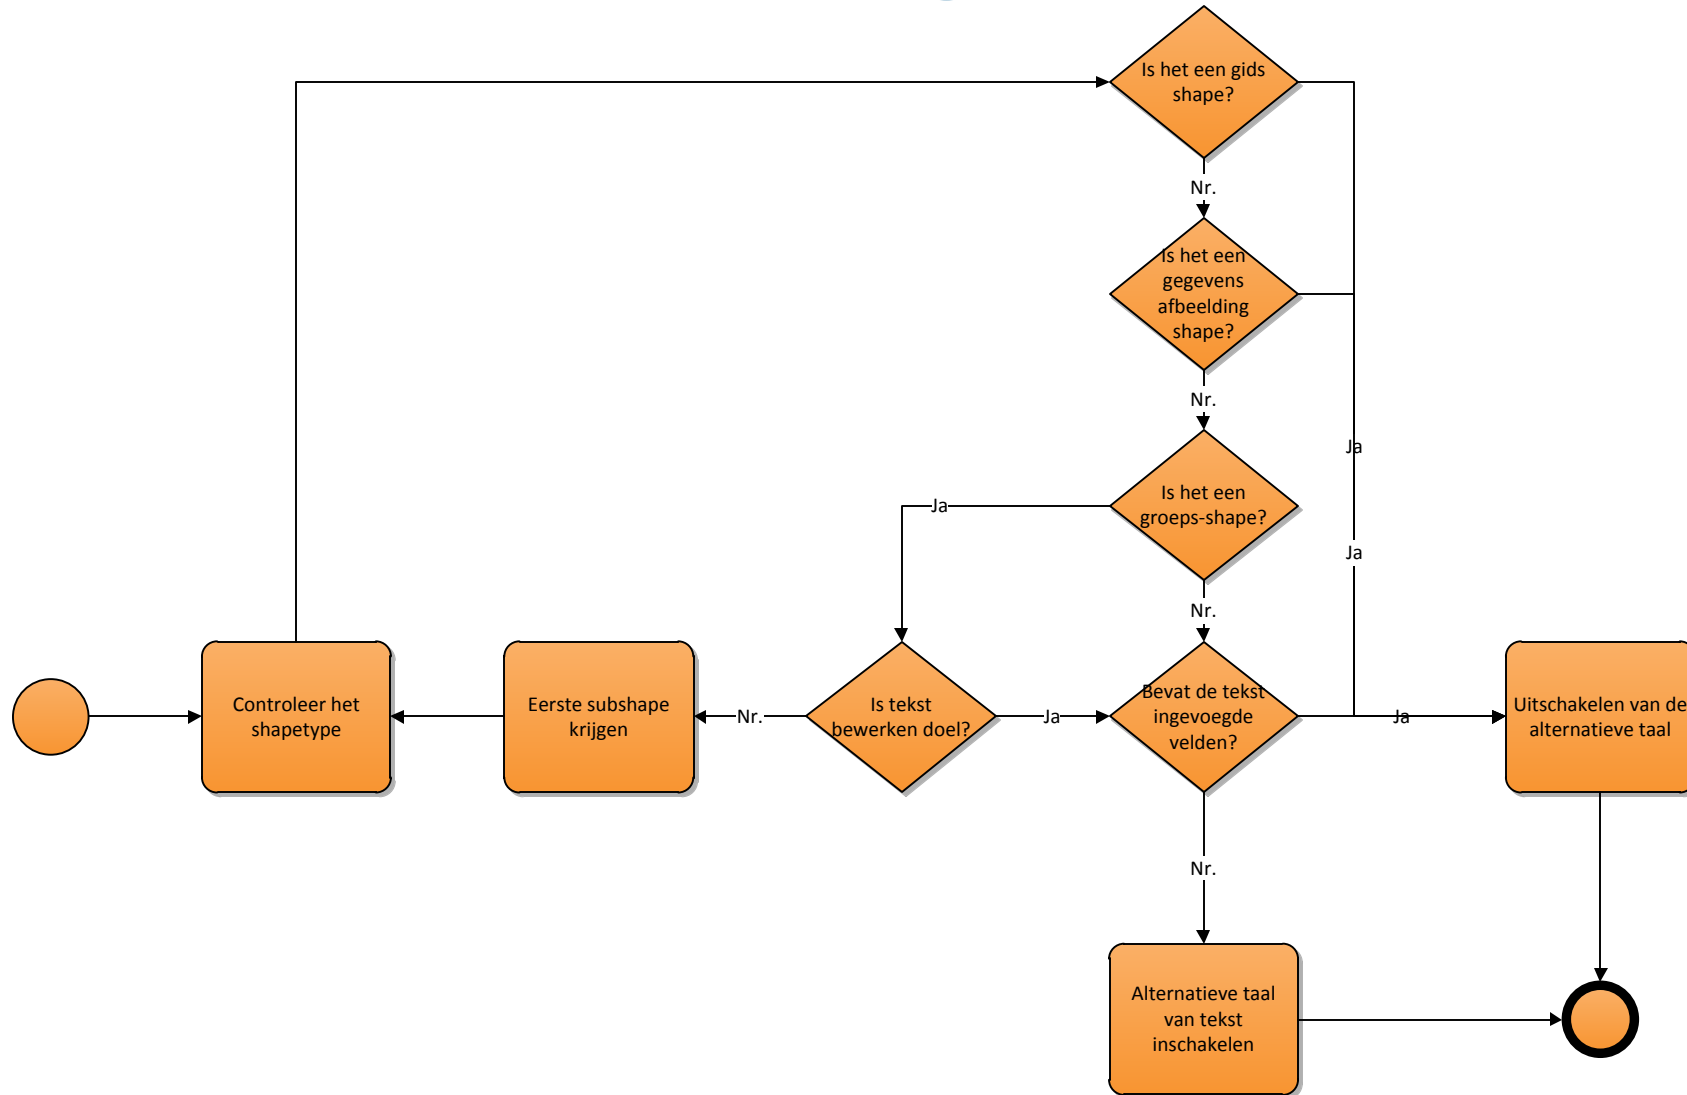 Is het een gids
shape?
Nr.
Is het een
gegevens
afbeelding
shape?
Nr.
Ja
Is het een
groeps-shape?
Ja
Ja
Nr.
Controleer het
shapetype
Eerste subshape
krijgen
Nr.
Is tekst
bewerken doel?
Ja
Bevat de tekst
ingevoegde
velden?
Ja
Uitschakelen van de
alternatieve taal
Nr.
Alternatieve taal
van tekst
inschakelen